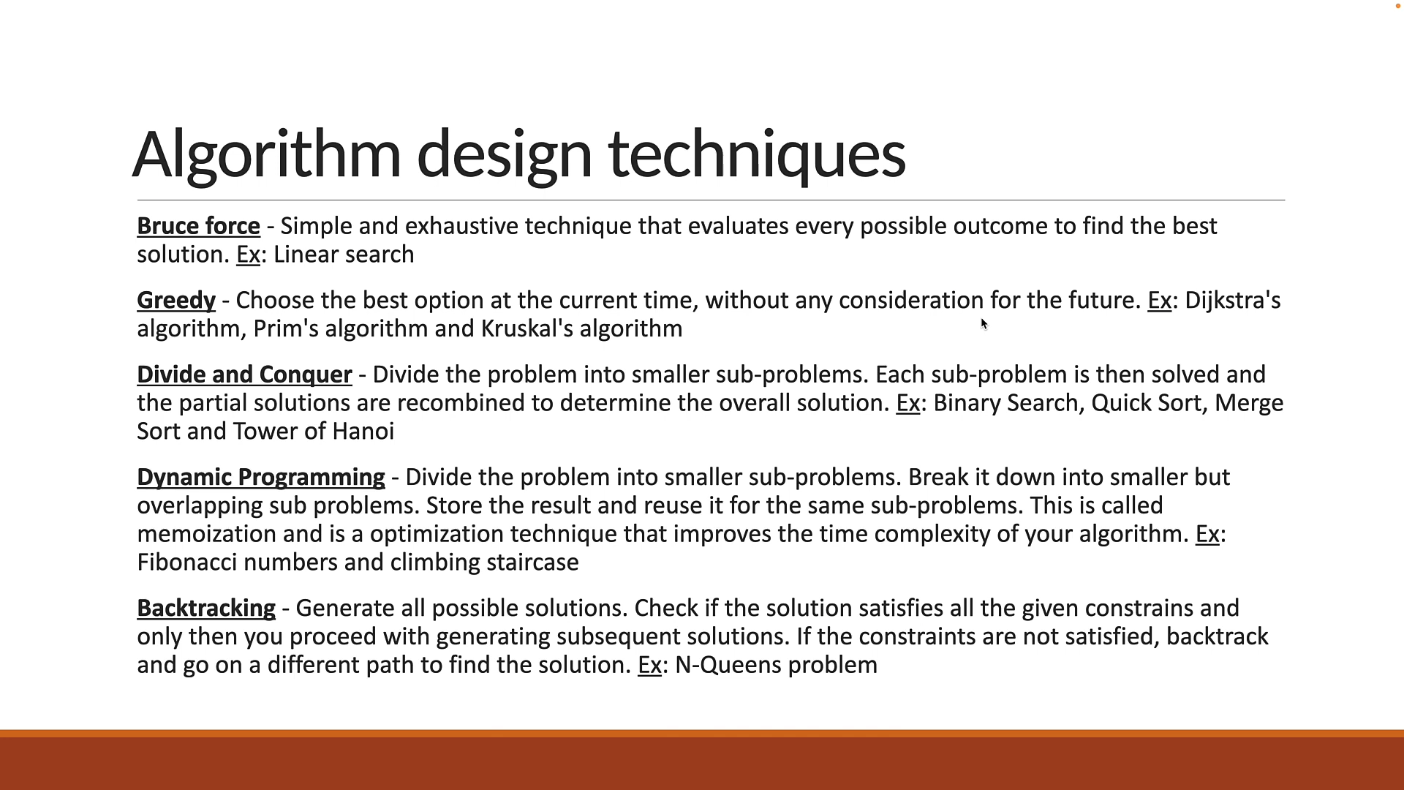 Algorithm design techniques
Bruce force - Simple and exhaustive technique that evaluates every possible outcome to find the best
solution. Ex: Linear search
Greedy - Choose the best option at the current time, without any consideration for the future. Ex: Dijkstra's
algorithm, Prim's algorithm and Kruskal's algorithm
Divide and Conquer - Divide the problem into smaller sub-problems. Each sub-problem is then solved and
the partial solutions are recombined to determine the overall solution. Ex: Binary Search, Quick Sort, Merge
Sort and Tower of Hanoi
Dynamic Programming - Divide the problem into smaller sub-problems. Break it down into smaller but
overlapping sub problems. Store the result and reuse it for the same sub-problems. This is called
memoization and is a optimization technique that improves the time complexity of your algorithm. Ex:
Fibonacci numbers and climbing staircase
Backtracking - Generate all possible solutions. Check if the solution satisfies all the given constrains and
only then you proceed with generating subsequent solutions. If the constraints are not satisfied, backtrack
and go on a different path to find the solution. Ex: N-Queens problem